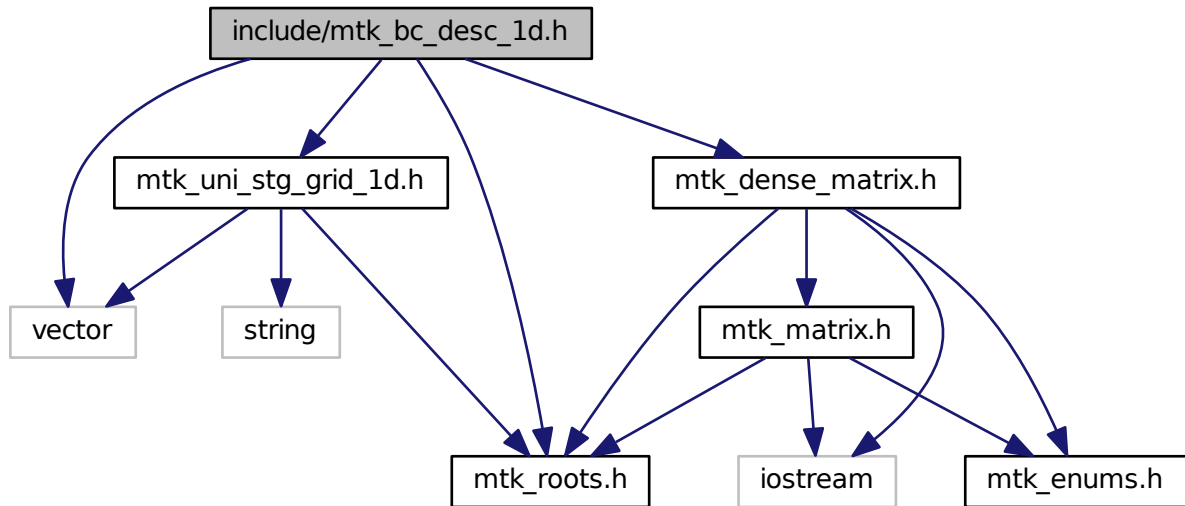 include/mtk_bc_desc_1d.h
mtk_uni_stg_grid_1d.h
mtk_dense_matrix.h
vector
string
mtk_matrix.h
mtk_roots.h
iostream
mtk_enums.h